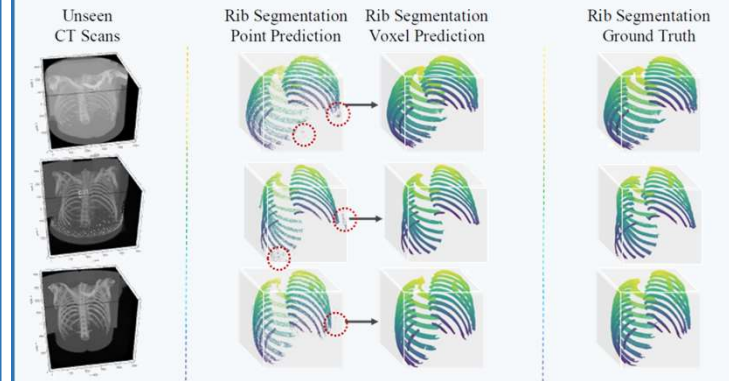 Unseen
CT Scans
Rib Segmentation
Point Prediction
Rib Segmentation
Voxel Prediction
Rib Segmentation
Ground Truth